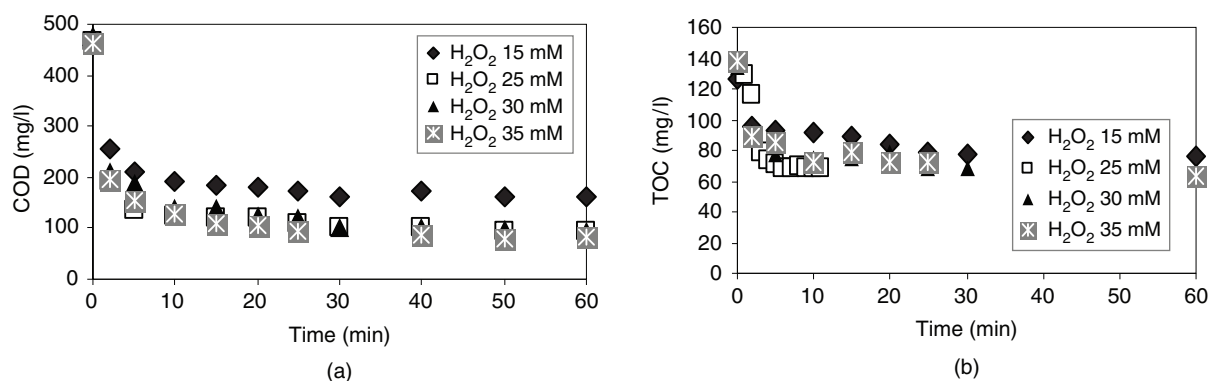 500
400
300
200
100
0
COD (mg/l)
H₂O₂ 15 mM
H₂O₂ 25 mM
H₂O₂ 30 mM
H₂O₂ 35 mM
0 10 20 30 40 50 60
Time (min)
(a)
160
140
120
100
80
60
40
20
0
TOC (mg/l)
H₂O₂ 15 mM
H₂O₂ 25 mM
H₂O₂ 30 mM
H₂O₂ 35 mM
0 10 20 30 40 50 60
Time (min)
(b)